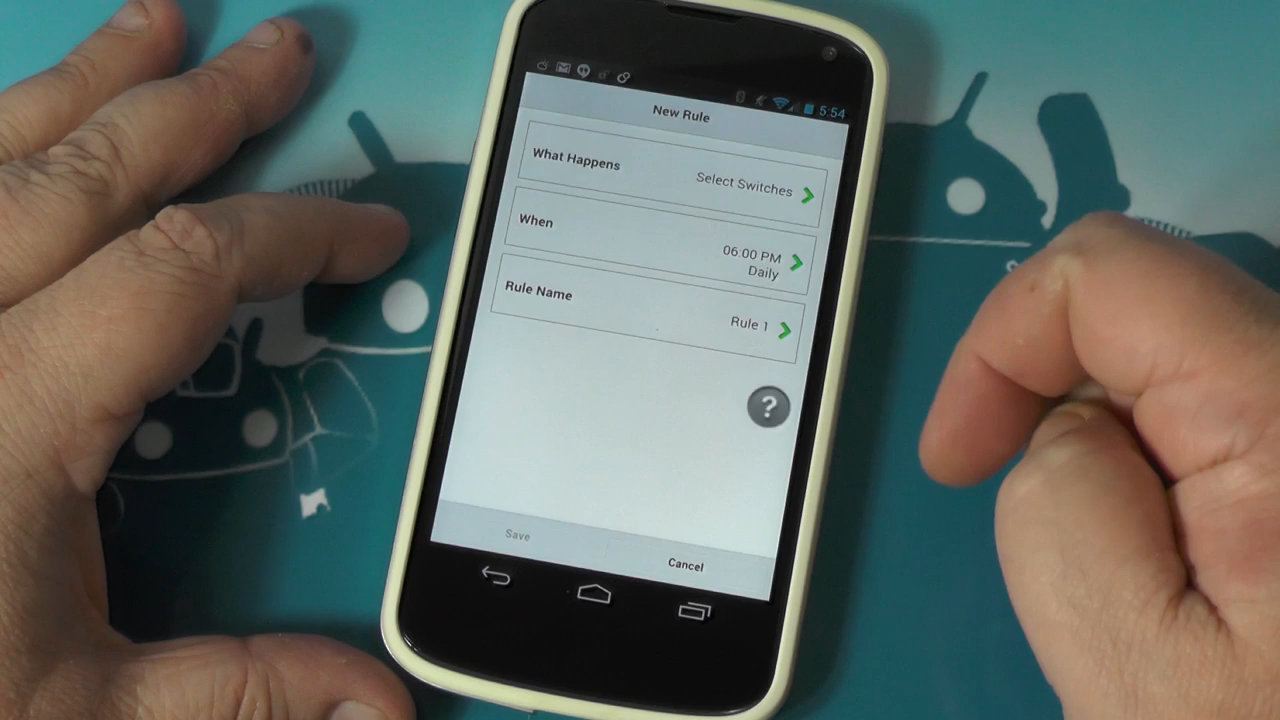 5:54
New Rule
What Happens
Select Switches
When
06:00 PM
Daily
Rule Name
Rule 1
?
Save
Cancel